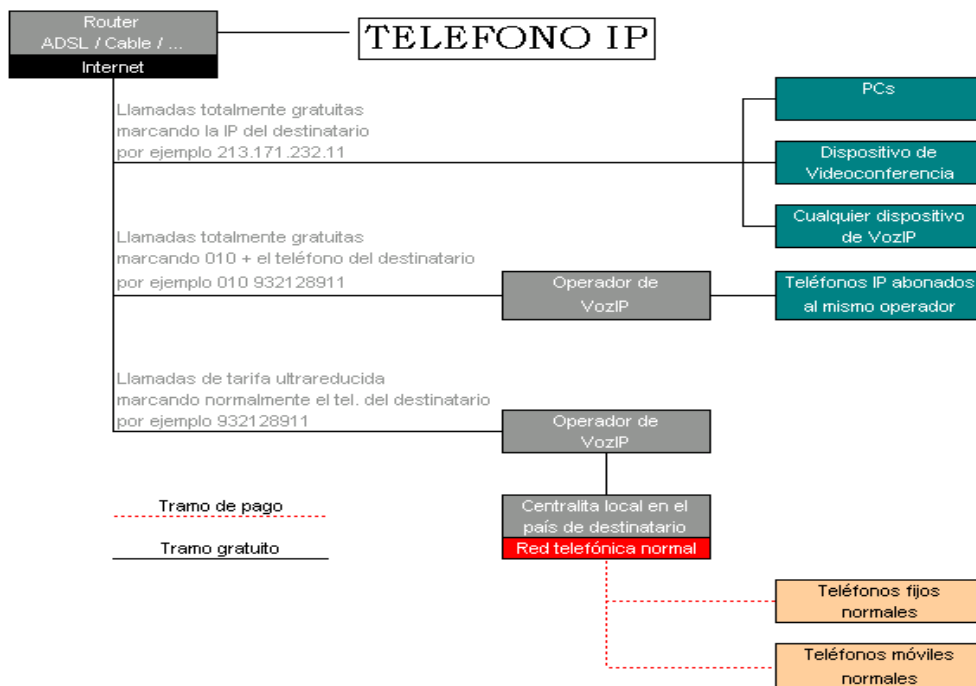 Router
ADSL / Cable / ...
Internet
TELEFONO IP
Llamadas totalmente gratuitas
marcando la IP del destinatario
por ejemplo 213.171.232.11
PCs
Dispositivo de
Videoconferencia
Cualquier dispositivo
de VozIP
Llamadas totalmente gratuitas
marcando 010 + el teléfono del destinatario
por ejemplo 010 932128911
Operador de
VozIP
Teléfonos IP abonados
al mismo operador
Llamadas de tarifa ultrareducida
marcando normalmente el tel. del destinatario
por ejemplo 932128911
Operador de
VozIP
Tramo de pago
Tramo gratuito
Centralita local en el
país de destinatario
Red telefónica normal
Teléfonos fijos
normales
Teléfonos móviles
normales